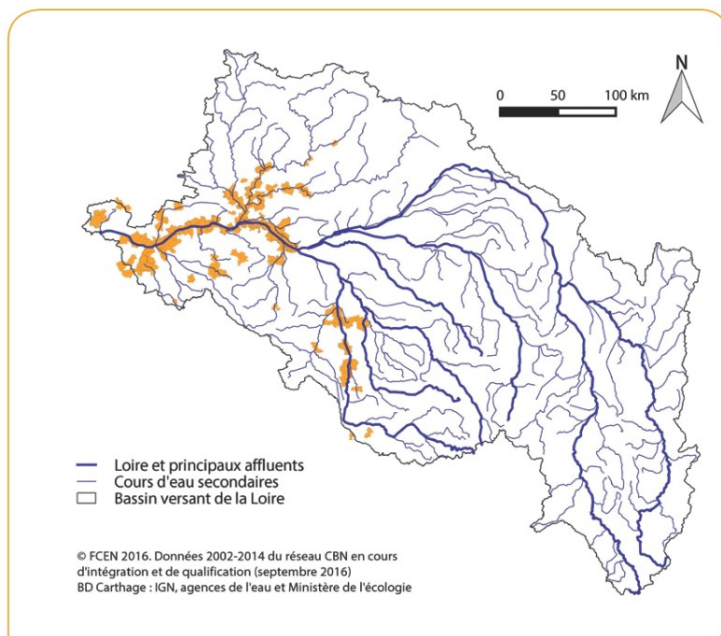 N
0 50 100 km
Loire et principaux affluents
Cours d'eau secondaires
Bassin versant de la Loire
© FCEN 2016. Données 2002-2014 du réseau CBN en cours
d'intégration et de qualification (septembre 2016)
BD Carthage : IGN, agences de l'eau et Ministère de l'écologie